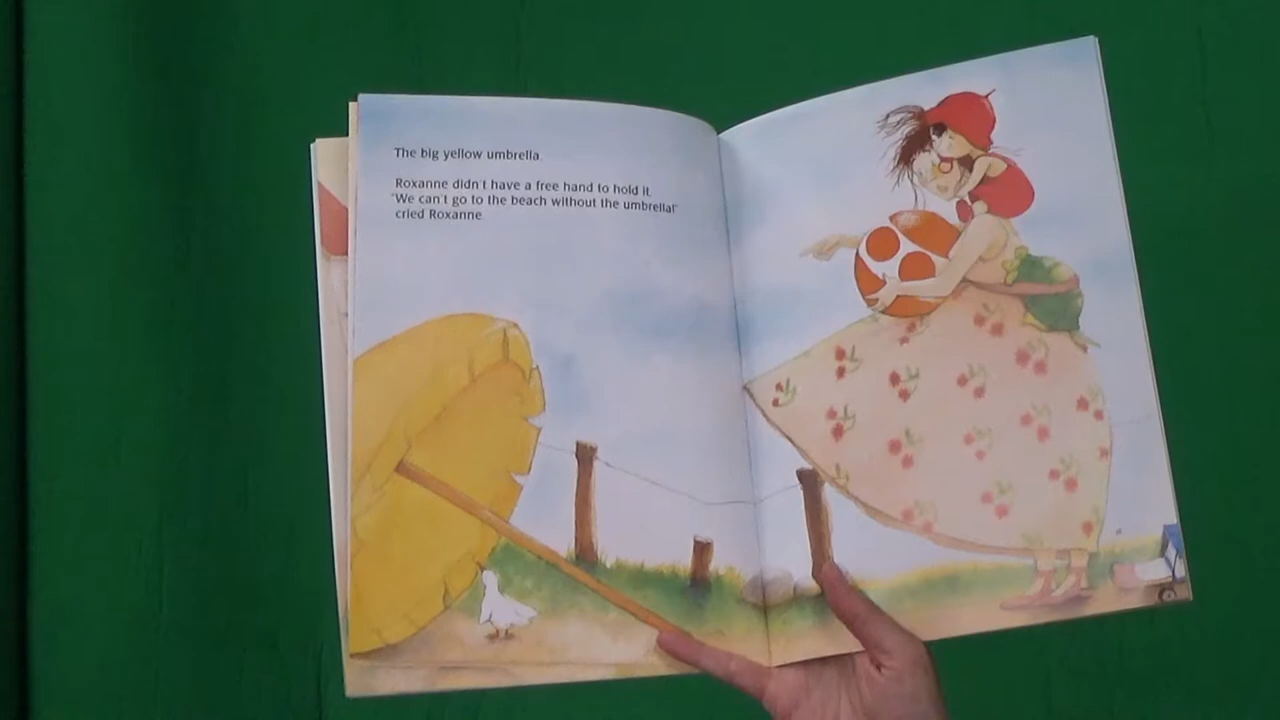 The big yellow umbrella.
Roxanne didn't have a free hand to hold it.
"We can't go to the beach without the umbrella!"
cried Roxanne.